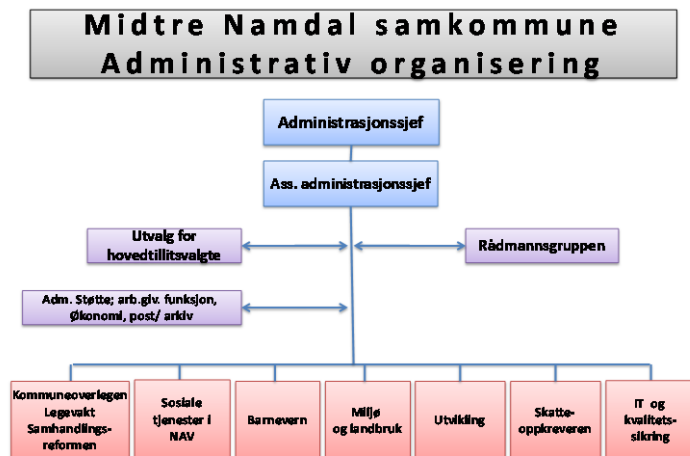 Midtre Namdal samkommune
Administrativ organisering
Administrasjonssjef
Ass. administrasjonssjef
Utvalg for
hovedtillitsvalgte
Rådmannsgruppen
Adm. Støtte; arb.giv. funksjon,
Økonomi, post/ arkiv
Kommuneoverlegen
Legevakt
Samhandlings-
reformen
Sosiale
tjenester i
NAV
Barnevern
Miljø
og landbruk
Utvikling
Skatte-
oppkreveren
IT og
kvalitets-
sikring